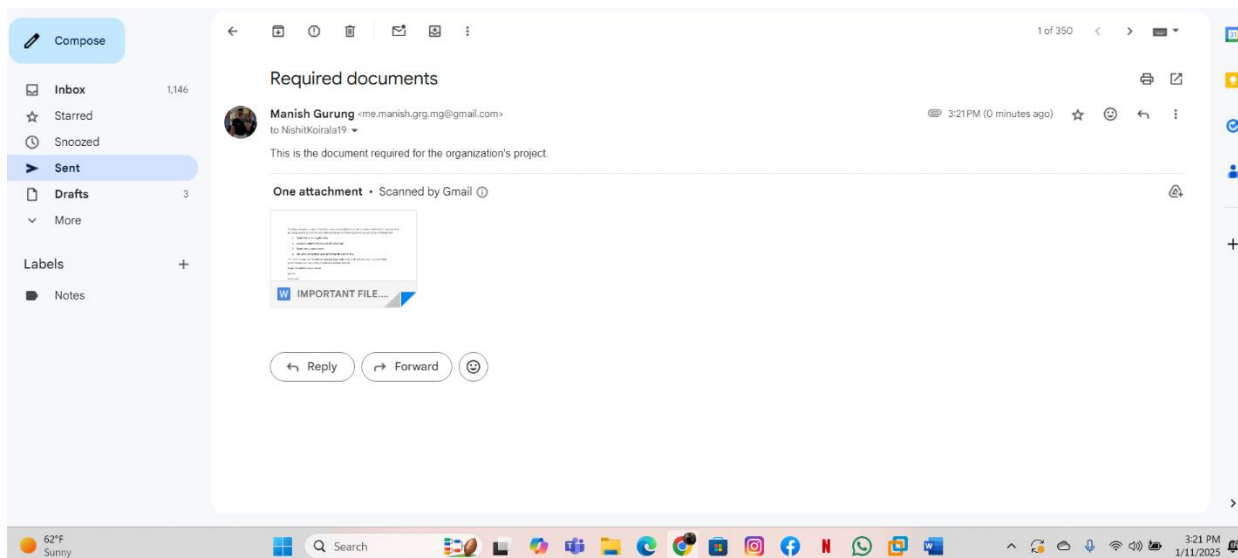 Compose
1 of 350
Required documents
Inbox 1,146
Manish Gurung <me.manish.grg.mg@gmail.com> 3:21 PM (0 minutes ago)
Starred
to NishitKoirala19
Snoozed
This is the document required for the organization's project.
Sent
Drafts 3
One attachment • Scanned by Gmail
More
Labels
Notes
W IMPORTANT FILE....
Reply Forward
62°F
Sunny
Search
3:21 PM
1/11/2025